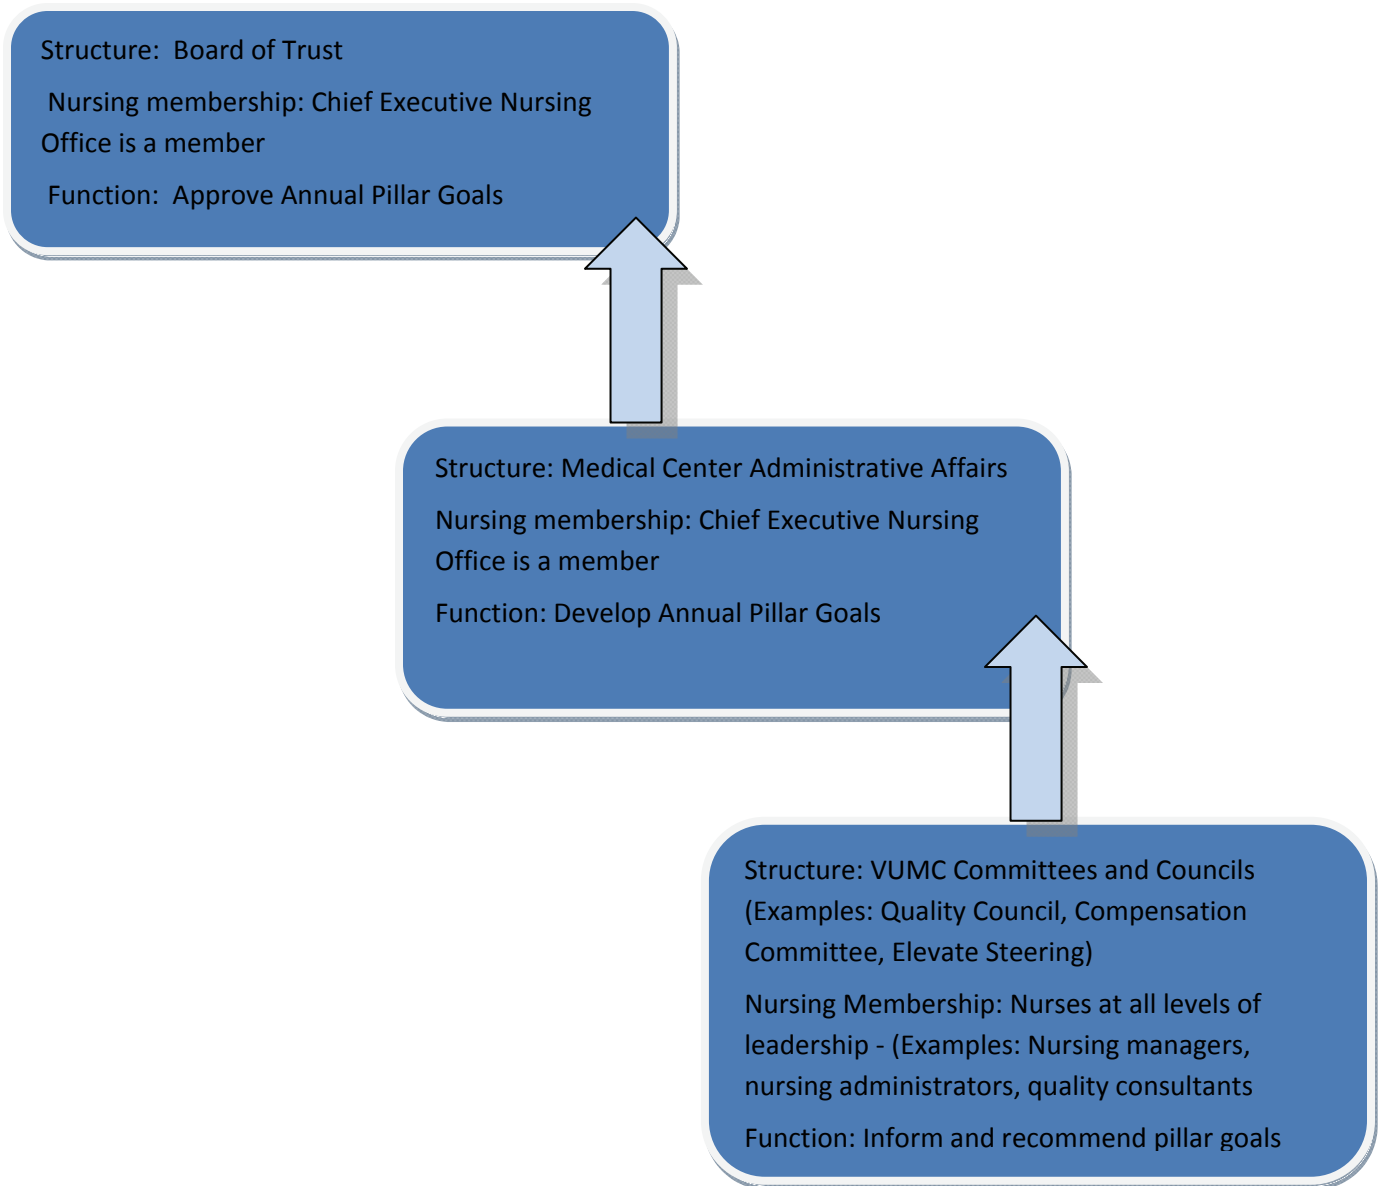 Structure:  Board of Trust
Nursing membership: Chief Executive Nursing
Office is a member
Function:  Approve Annual Pillar Goals
Structure: Medical Center Administrative Affairs
Nursing membership: Chief Executive Nursing
Office is a member
Function: Develop Annual Pillar Goals
Structure: VUMC Committees and Councils
(Examples: Quality Council, Compensation
Committee, Elevate Steering)
Nursing Membership: Nurses at all levels of
leadership - (Examples: Nursing managers,
nursing administrators, quality consultants
Function: Inform and recommend pillar goals